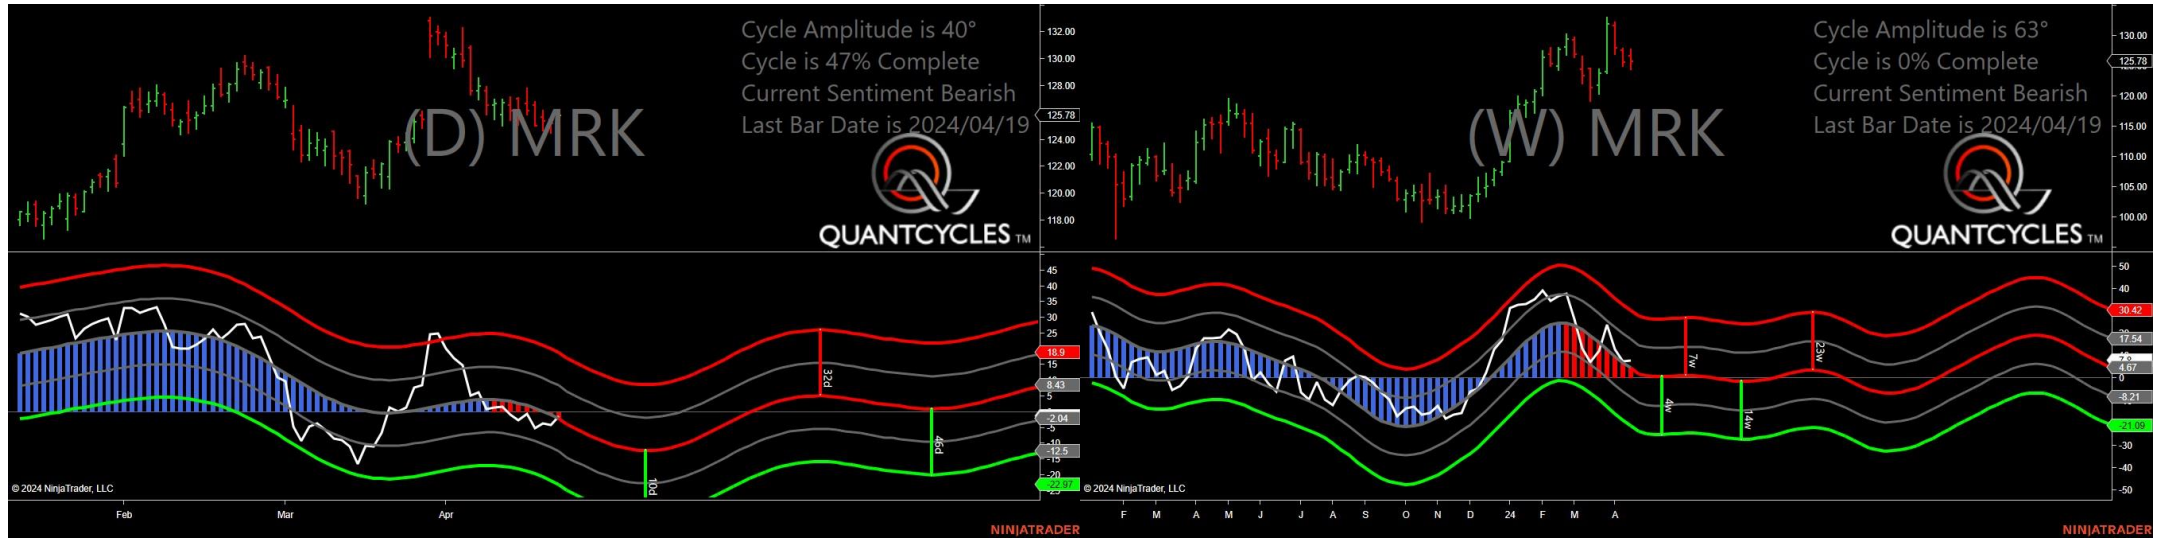 Cycle Amplitude is 40°
Cycle is 47% Complete
Current Sentiment Bearish
Last Bar Date is 2024/04/19
(D) MRK
QUANTCYCLES TM
132.00
130.00
128.00
125.78
124.00
122.00
120.00
118.00
45
40
35
30
25
18.9
15
8.43
5
-2.04
-5
-10
-12.5
-15
-20
-22.97
32d
46d
10d
© 2024 NinjaTrader, LLC
Feb Mar Apr
NINJATRADER
Cycle Amplitude is 63°
Cycle is 0% Complete
Current Sentiment Bearish
Last Bar Date is 2024/04/19
(W) MRK
QUANTCYCLES TM
130.00
125.78
120.00
115.00
110.00
105.00
100.00
50
40
30.42
17.54
4.67
0
-8.21
-21.09
-30
-40
-50
7w
23w
4w
14w
© 2024 NinjaTrader, LLC
F M A M J J A S O N D 24 F M A
NINJATRADER